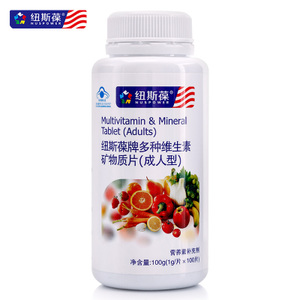 纽斯葆
NUSPOWER
纽斯葆
NUSPOWER
Multivitamin & Mineral
Tablet (Adults)
纽斯葆牌多种维生素
矿物质片(成人型)
营养素补充剂
净含量:100g(1g/片×100片)